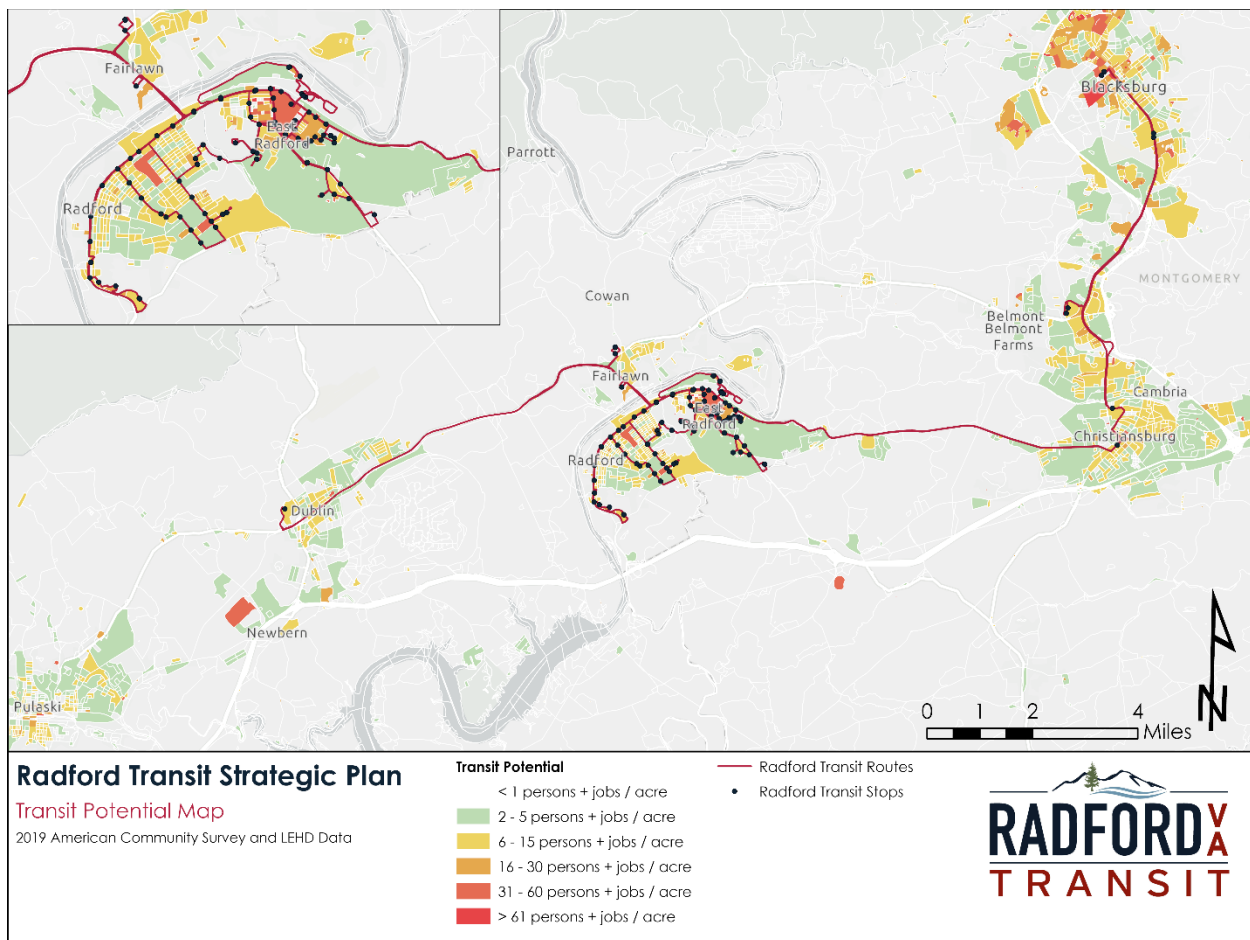 Fairlawn
East
Radford
Radford
Parrott
Blacksburg
MONTGOMERY
Cowan
Belmont
Belmont
Farms
Fairlawn
East
Radford
Radford
Cambria
Christiansburg
Dublin
Newbern
Pulaski
0 1 2 4
Miles
N
Radford Transit Strategic Plan
Transit Potential Map
2019 American Community Survey and LEHD Data
Transit Potential
< 1 persons + jobs / acre
2 - 5 persons + jobs / acre
6 - 15 persons + jobs / acre
16 - 30 persons + jobs / acre
31 - 60 persons + jobs / acre
> 61 persons + jobs / acre
Radford Transit Routes
Radford Transit Stops
RADFORD VA
TRANSIT